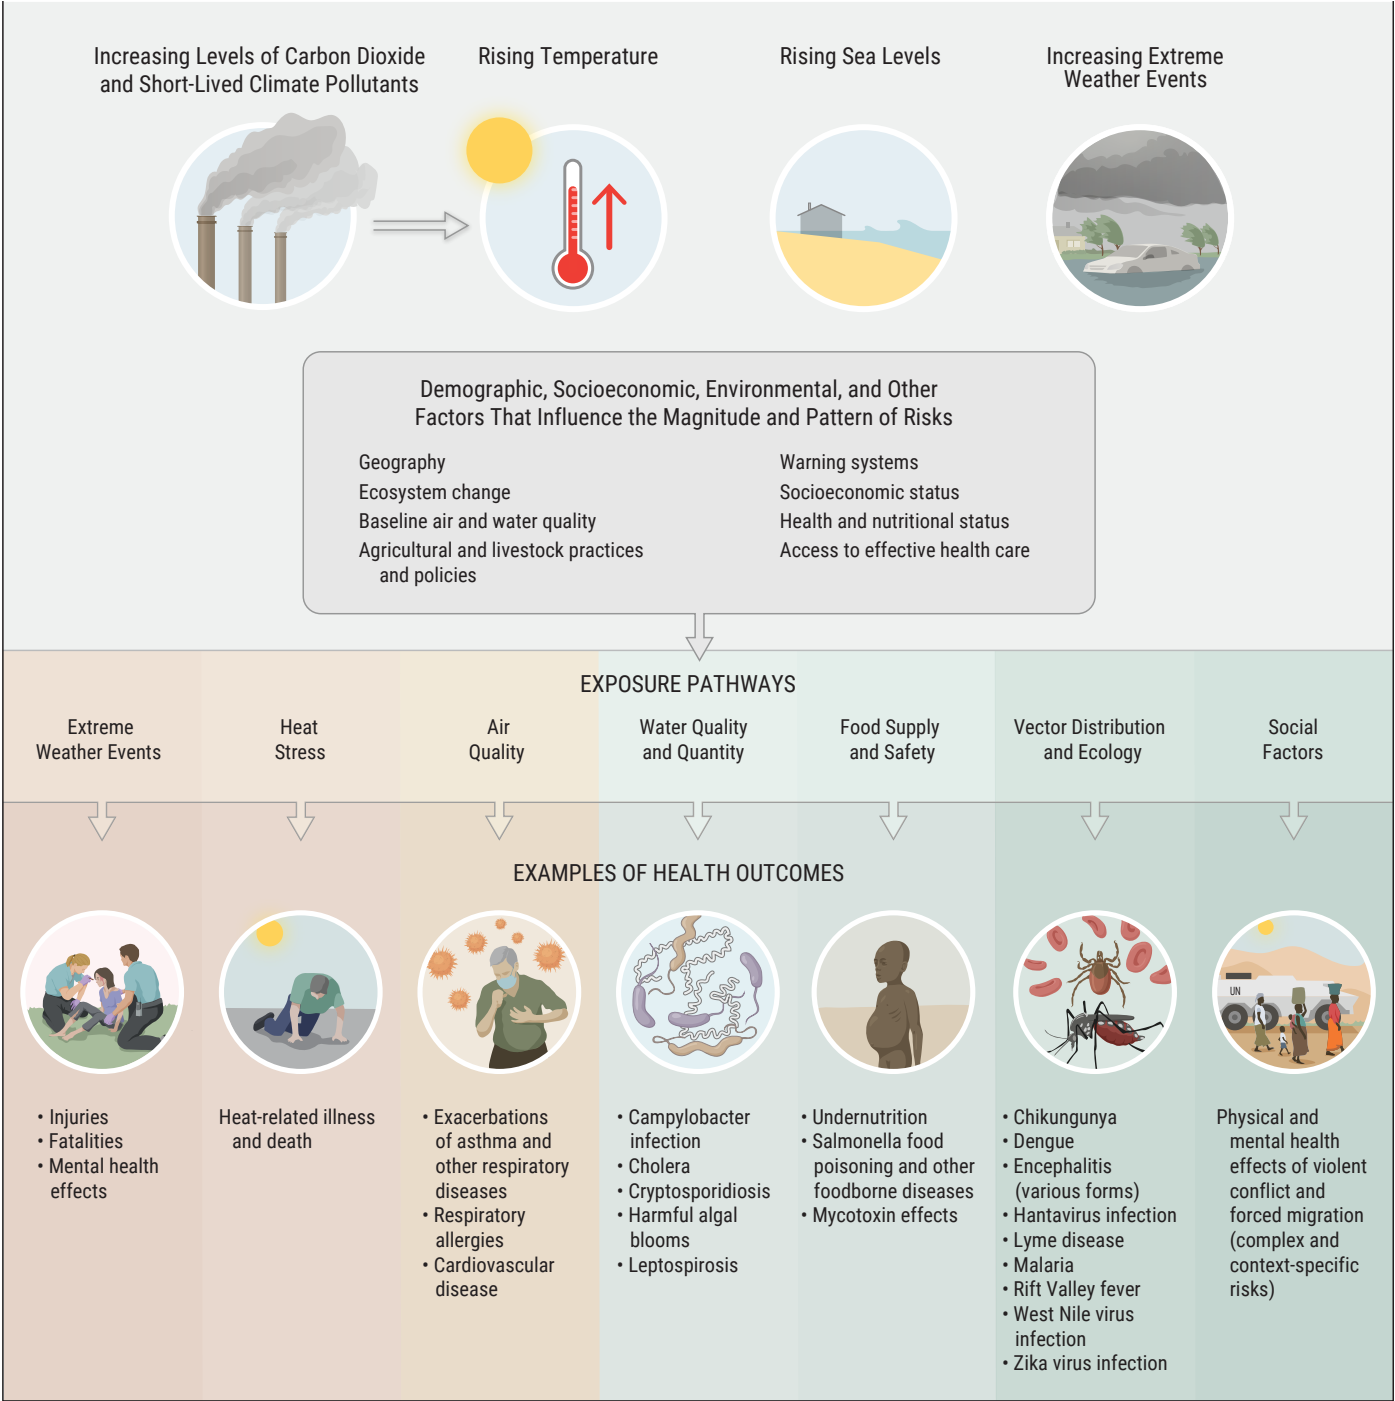 Increasing Levels of Carbon Dioxide
and Short-Lived Climate Pollutants
Rising Temperature
Rising Sea Levels
Increasing Extreme
Weather Events
Demographic, Socioeconomic, Environmental, and Other
Factors That Influence the Magnitude and Pattern of Risks
Geography
Ecosystem change
Baseline air and water quality
Agricultural and livestock practices
and policies
Warning systems
Socioeconomic status
Health and nutritional status
Access to effective health care
EXPOSURE PATHWAYS
Extreme
Weather Events
Heat
Stress
Air
Quality
Water Quality
and Quantity
Food Supply
and Safety
Vector Distribution
and Ecology
Social
Factors
EXAMPLES OF HEALTH OUTCOMES
UN
• Injuries
• Fatalities
• Mental health
effects
Heat-related illness
and death
• Exacerbations
of asthma and
other respiratory
diseases
• Respiratory
allergies
• Cardiovascular
disease
• Campylobacter
infection
• Cholera
• Cryptosporidiosis
• Harmful algal
blooms
• Leptospirosis
• Undernutrition
• Salmonella food
poisoning and other
foodborne diseases
• Mycotoxin effects
• Chikungunya
• Dengue
• Encephalitis
(various forms)
• Hantavirus infection
• Lyme disease
• Malaria
• Rift Valley fever
• West Nile virus
infection
• Zika virus infection
Physical and
mental health
effects of violent
conflict and
forced migration
(complex and
context-specific
risks)